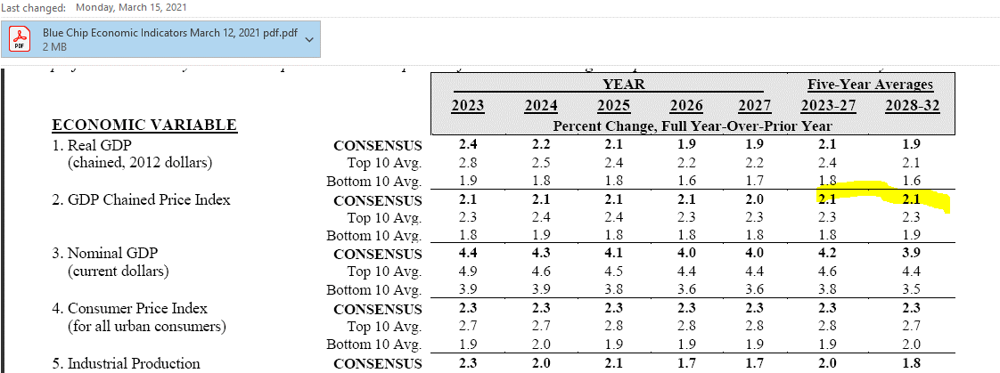 Last changed: Monday, March 15, 2021
Blue Chip Economic Indicators March 12, 2021 pdf.pdf
PDF
2 MB
YEAR Five-Year Averages
2023 2024 2025 2026 2027 2023-27 2028-32
ECONOMIC VARIABLE Percent Change, Full Year-Over-Prior Year
1. Real GDP CONSENSUS 2.4 2.2 2.1 1.9 1.9 2.1 1.9
(chained, 2012 dollars) Top 10 Avg. 2.8 2.5 2.4 2.2 2.2 2.4 2.1
Bottom 10 Avg. 1.9 1.8 1.8 1.6 1.7 1.8 1.6
2. GDP Chained Price Index CONSENSUS 2.1 2.1 2.1 2.1 2.0 2.1 2.1
Top 10 Avg. 2.3 2.4 2.4 2.3 2.3 2.3 2.3
Bottom 10 Avg. 1.8 1.9 1.8 1.8 1.8 1.8 1.9
3. Nominal GDP CONSENSUS 4.4 4.3 4.1 4.0 4.0 4.2 3.9
(current dollars) Top 10 Avg. 4.9 4.6 4.5 4.4 4.4 4.6 4.4
Bottom 10 Avg. 3.9 3.9 3.8 3.6 3.6 3.8 3.5
4. Consumer Price Index CONSENSUS 2.3 2.3 2.3 2.3 2.3 2.3 2.3
(for all urban consumers) Top 10 Avg. 2.7 2.7 2.8 2.8 2.8 2.8 2.7
Bottom 10 Avg. 1.9 2.0 1.9 1.9 1.9 1.9 2.0
5. Industrial Production CONSENSUS 2.3 2.0 2.1 1.7 1.7 2.0 1.8